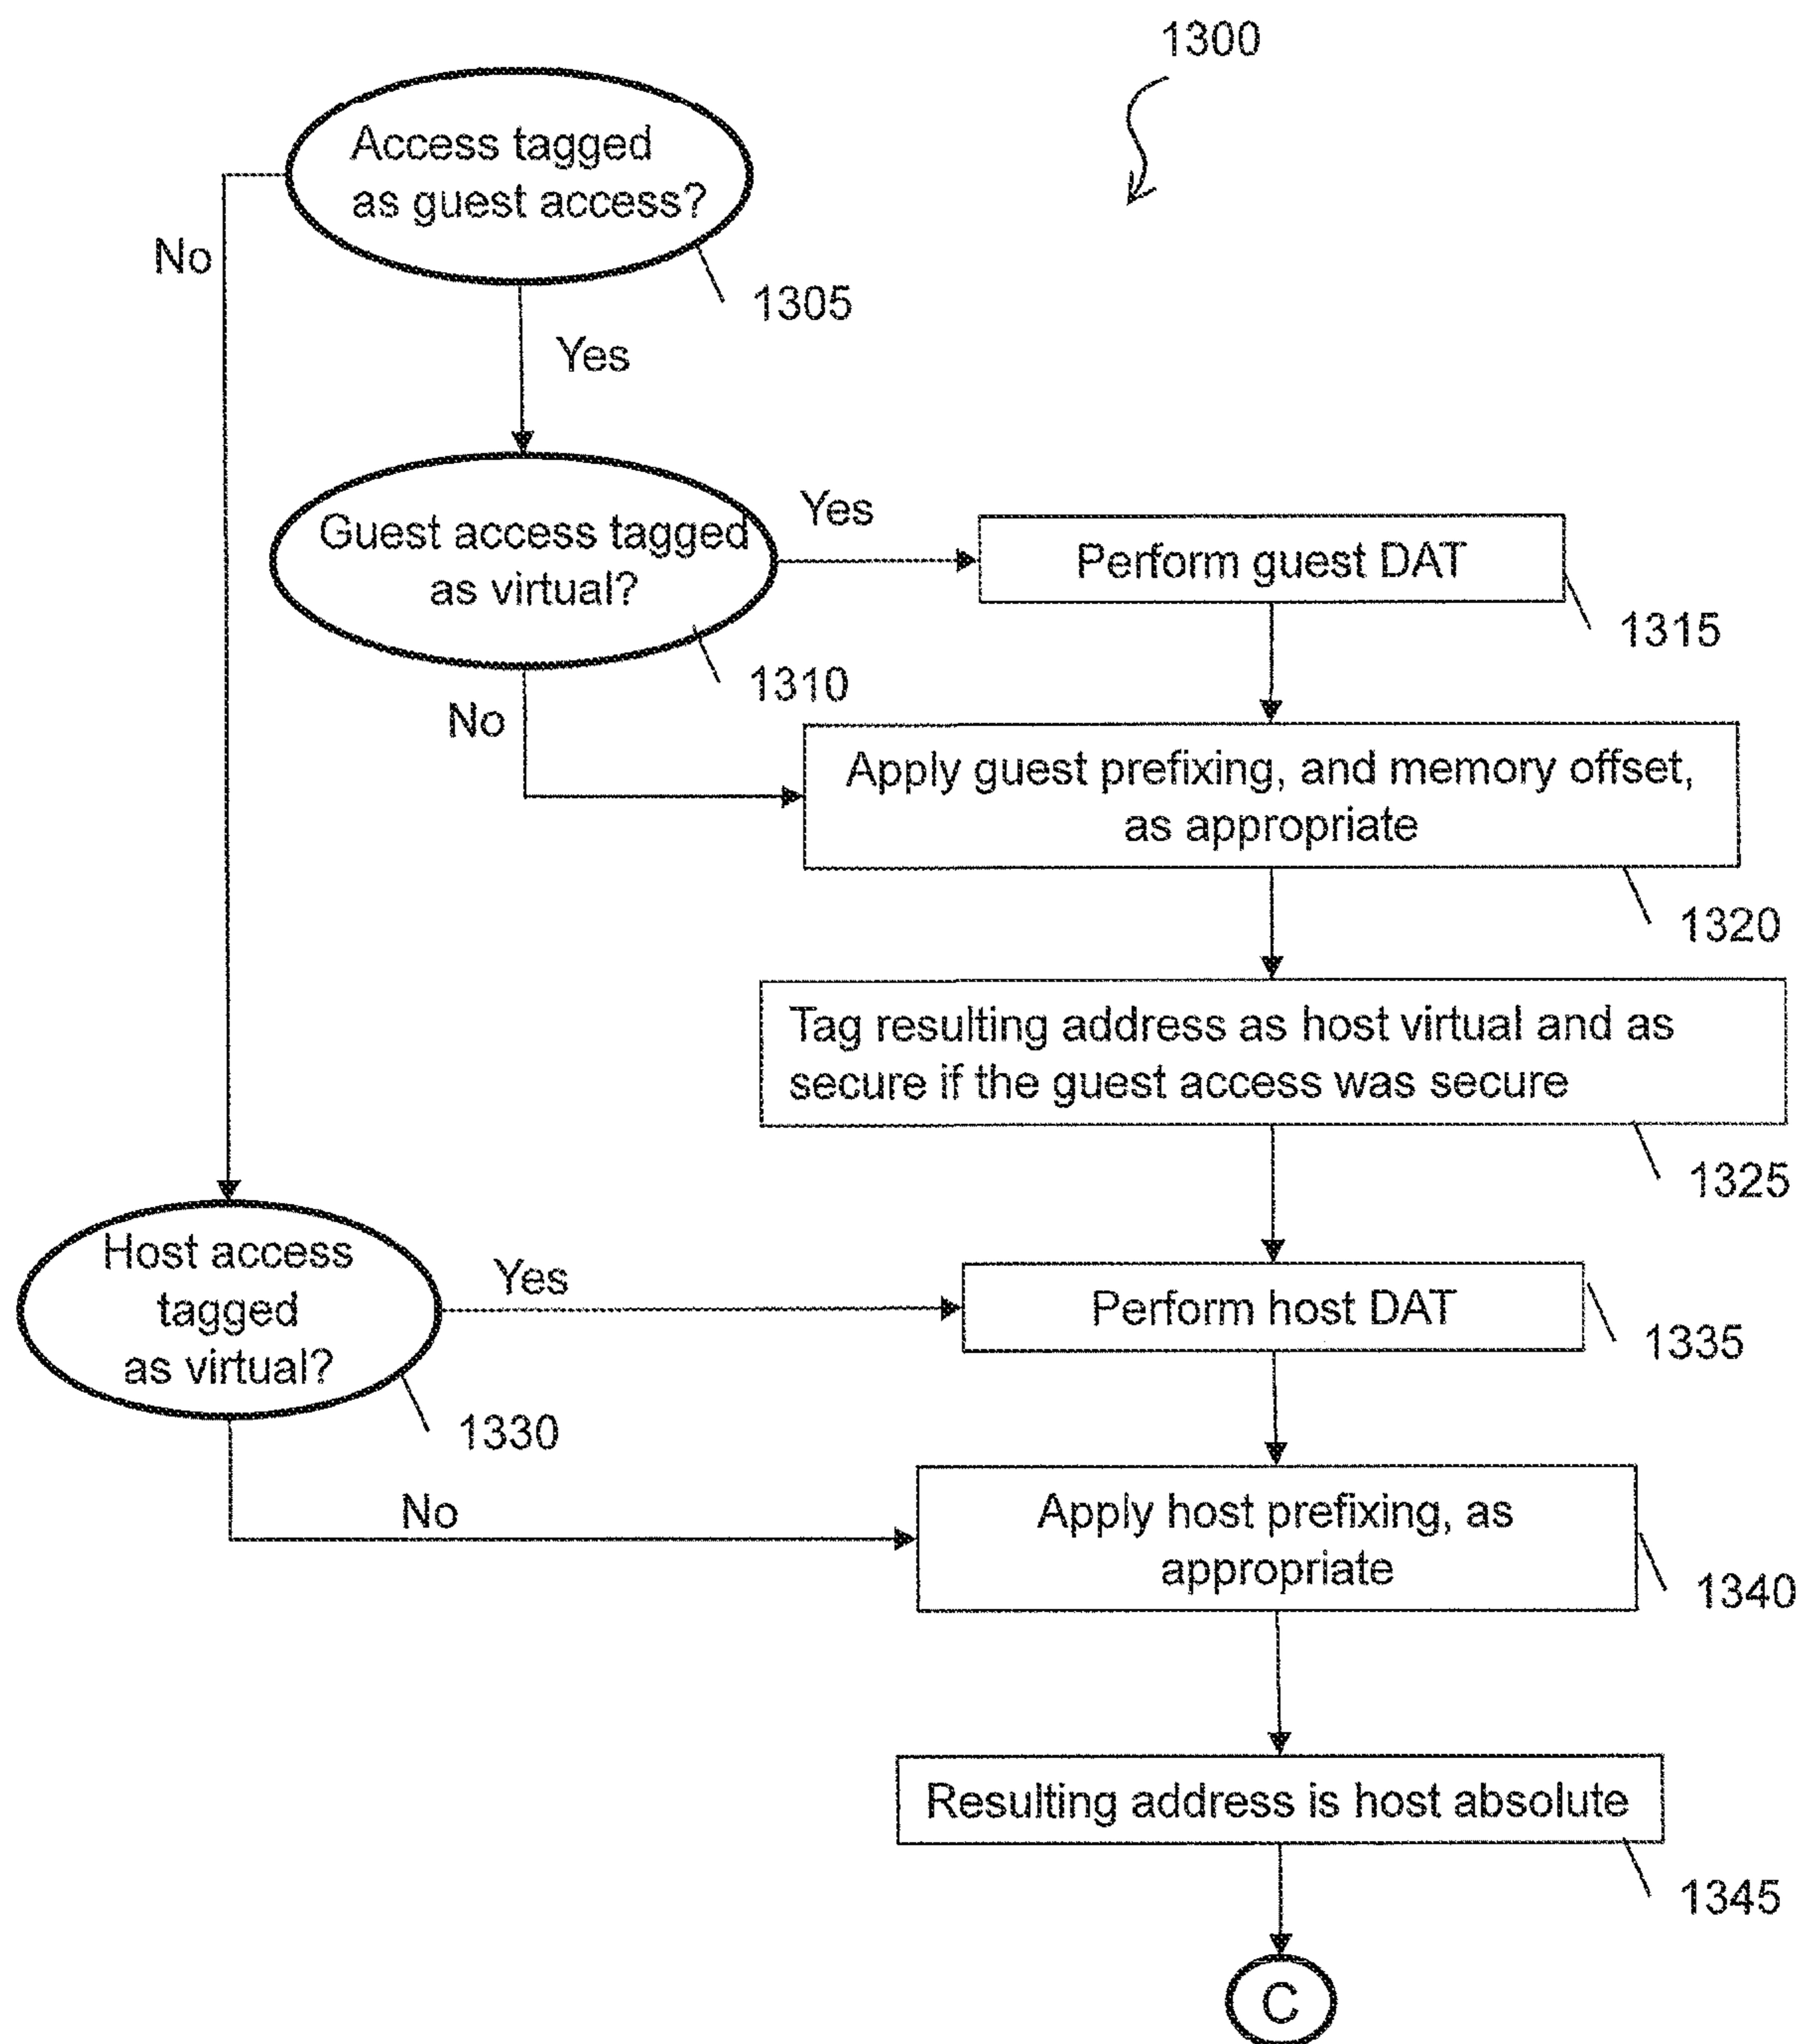 1300
Access tagged
as guest access?
No
1305
Yes
Guest access tagged
as virtual?
Yes
Perform guest DAT
1315
1310
No
Apply guest prefixing, and memory offset,
as appropriate
1320
Tag resulting address as host virtual and as
secure if the guest access was secure
1325
Host access
tagged
as virtual?
Yes
Perform host DAT
1335
1330
No
Apply host prefixing, as
appropriate
1340
Resulting address is host absolute
1345
C